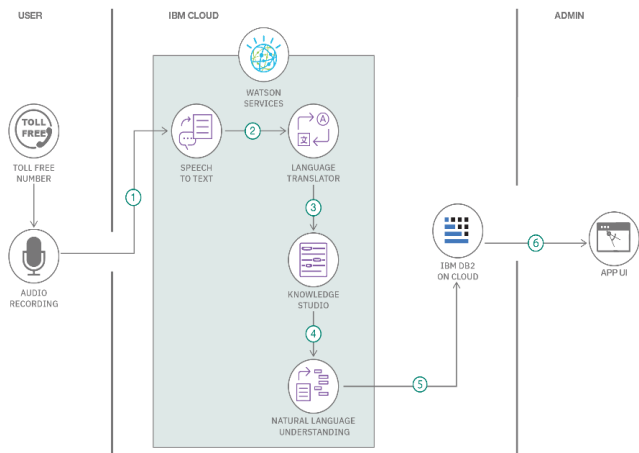 USER
IBM CLOUD
ADMIN
WATSON
SERVICES
TOLL
FREE
TOLL FREE
NUMBER
AUDIO
RECORDING
1
SPEECH
TO TEXT
2
A
文
LANGUAGE
TRANSLATOR
3
KNOWLEDGE
STUDIO
4
NATURAL LANGUAGE
UNDERSTANDING
5
IBM DB2
ON CLOUD
6
APP UI